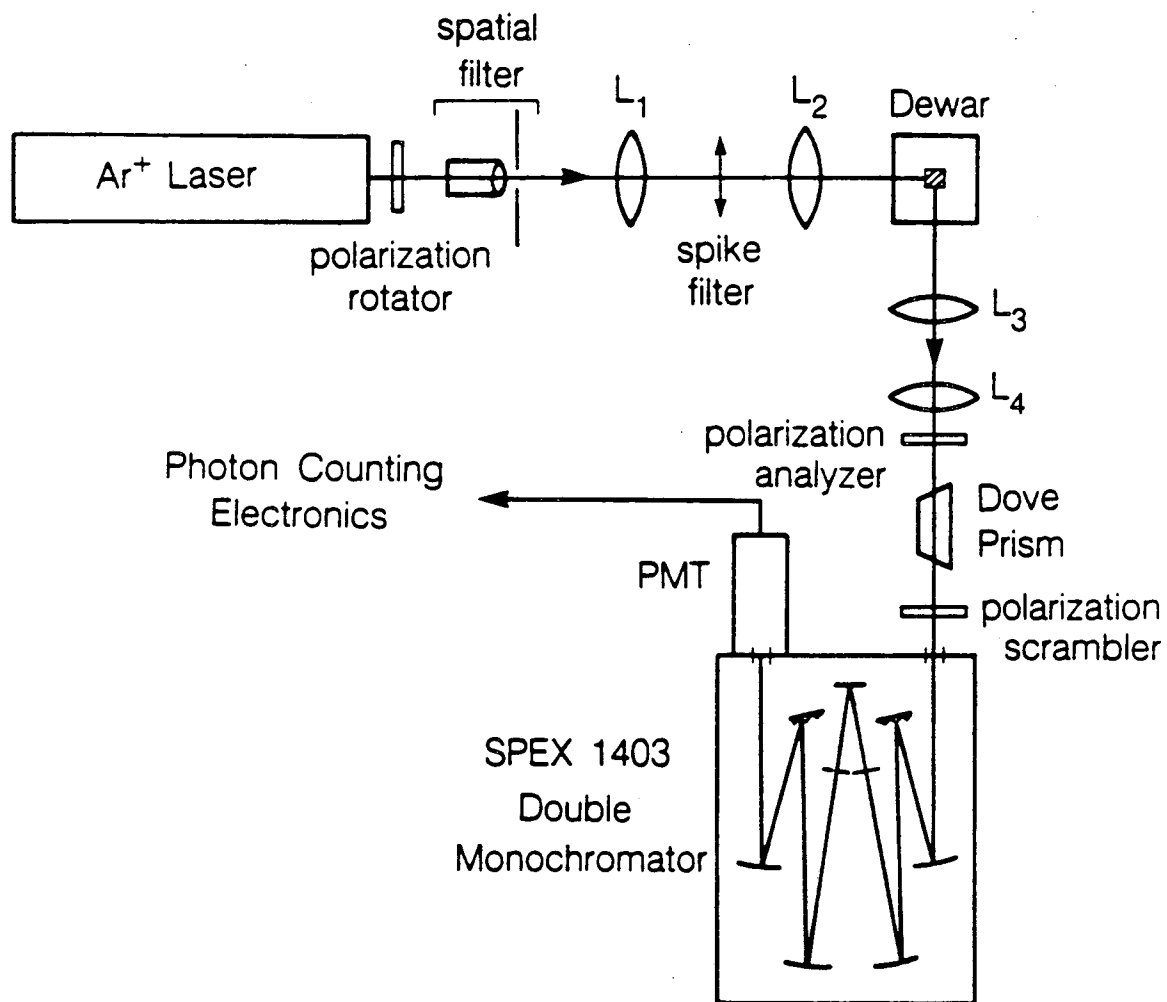 spatial
filter
L1
L2
Dewar
Ar+ Laser
polarization
rotator
spike
filter
L3
L4
polarization
analyzer
Photon Counting
Electronics
Dove
Prism
PMT
polarization
scrambler
SPEX 1403
Double
Monochromator